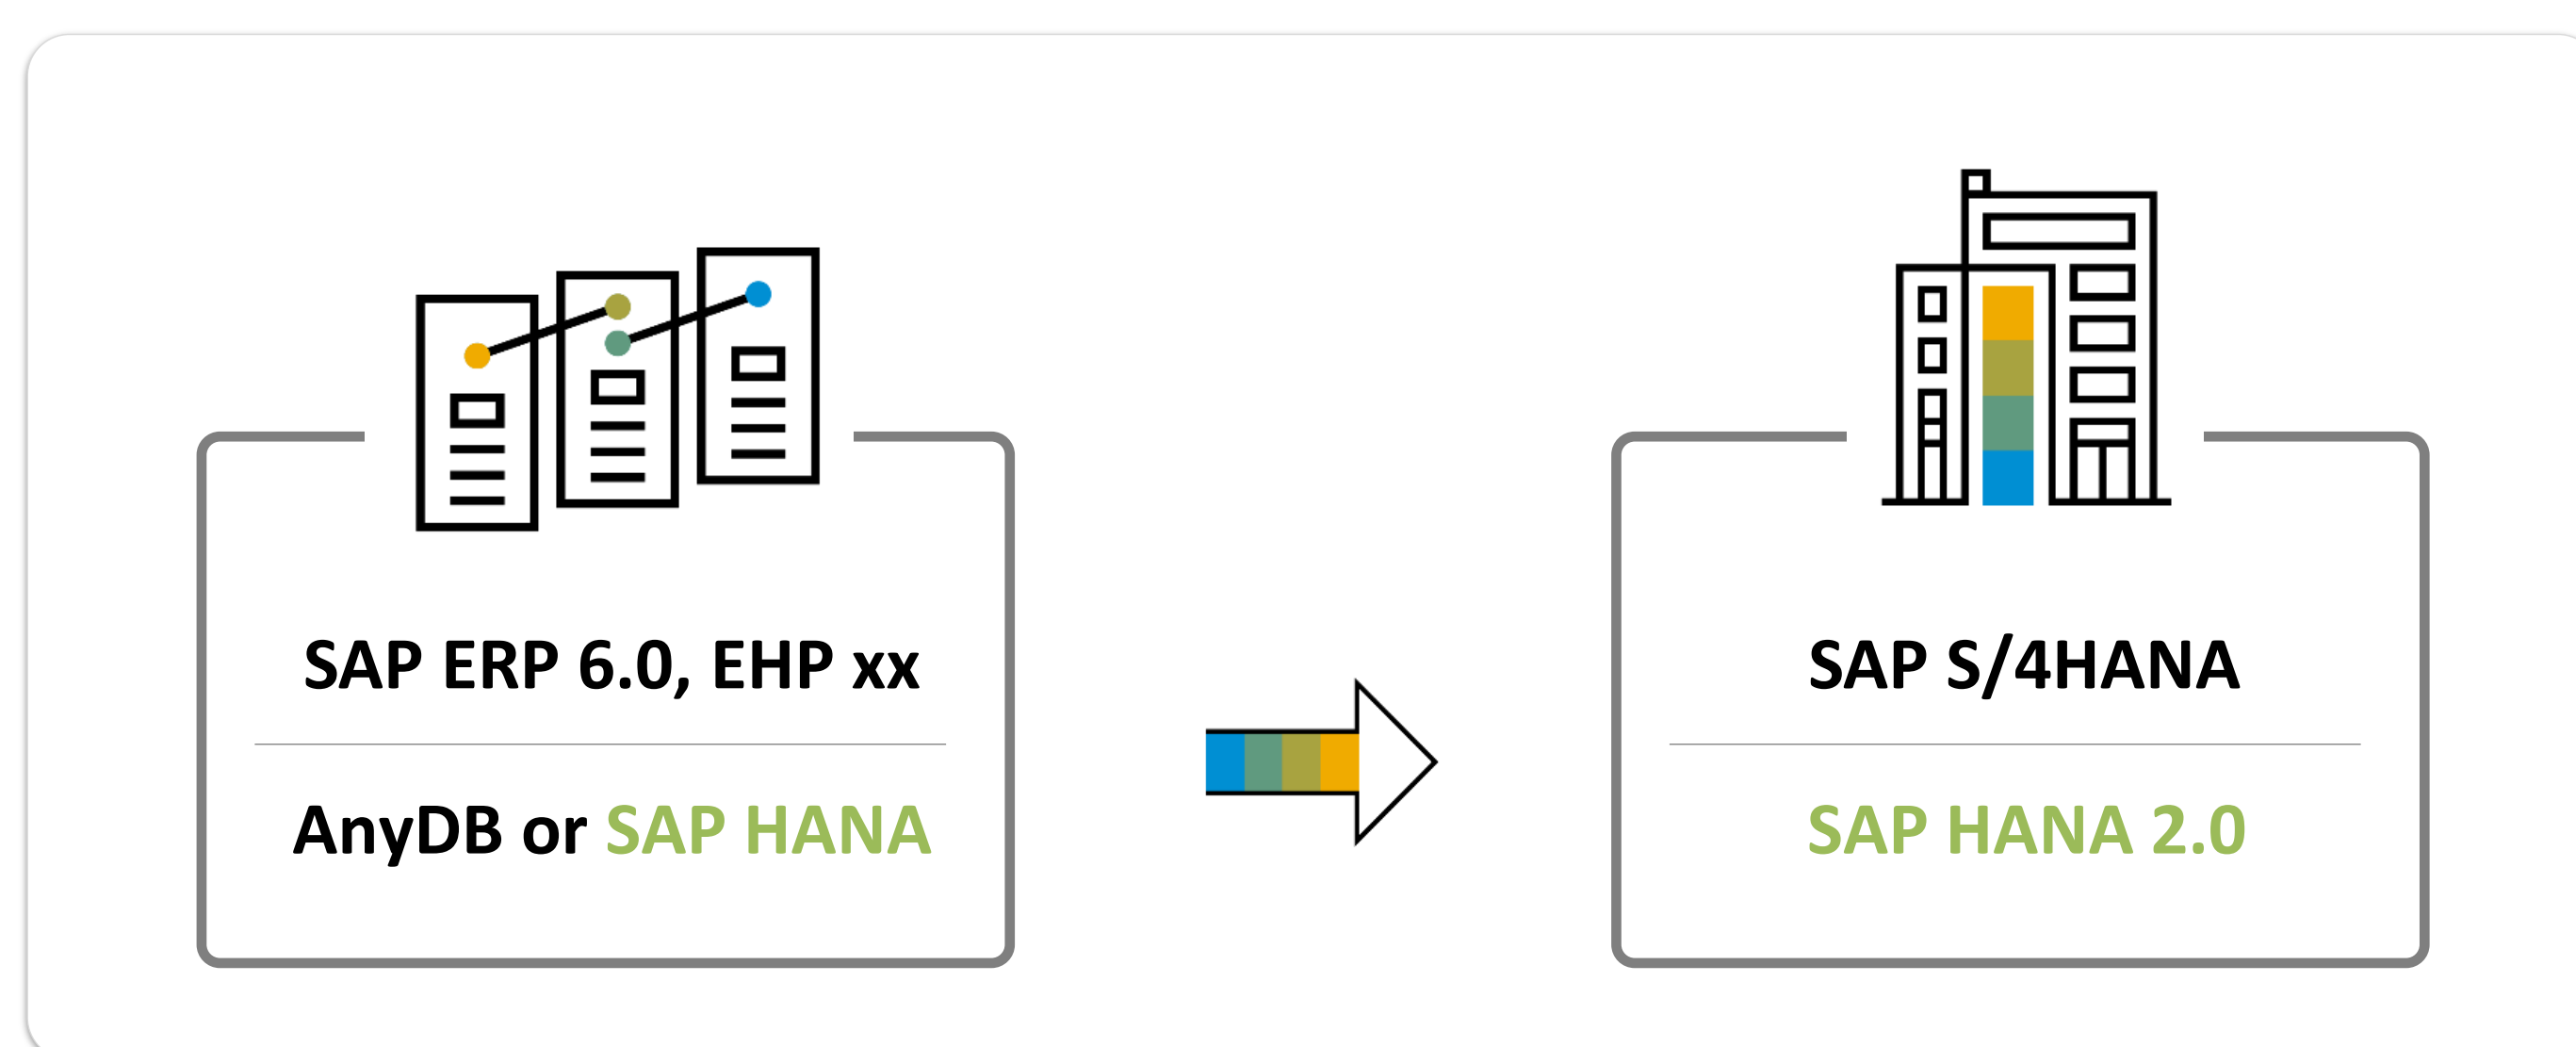 SAP ERP 6.0, EHP xx
AnyDB or SAP HANA
SAP S/4HANA
SAP HANA 2.0